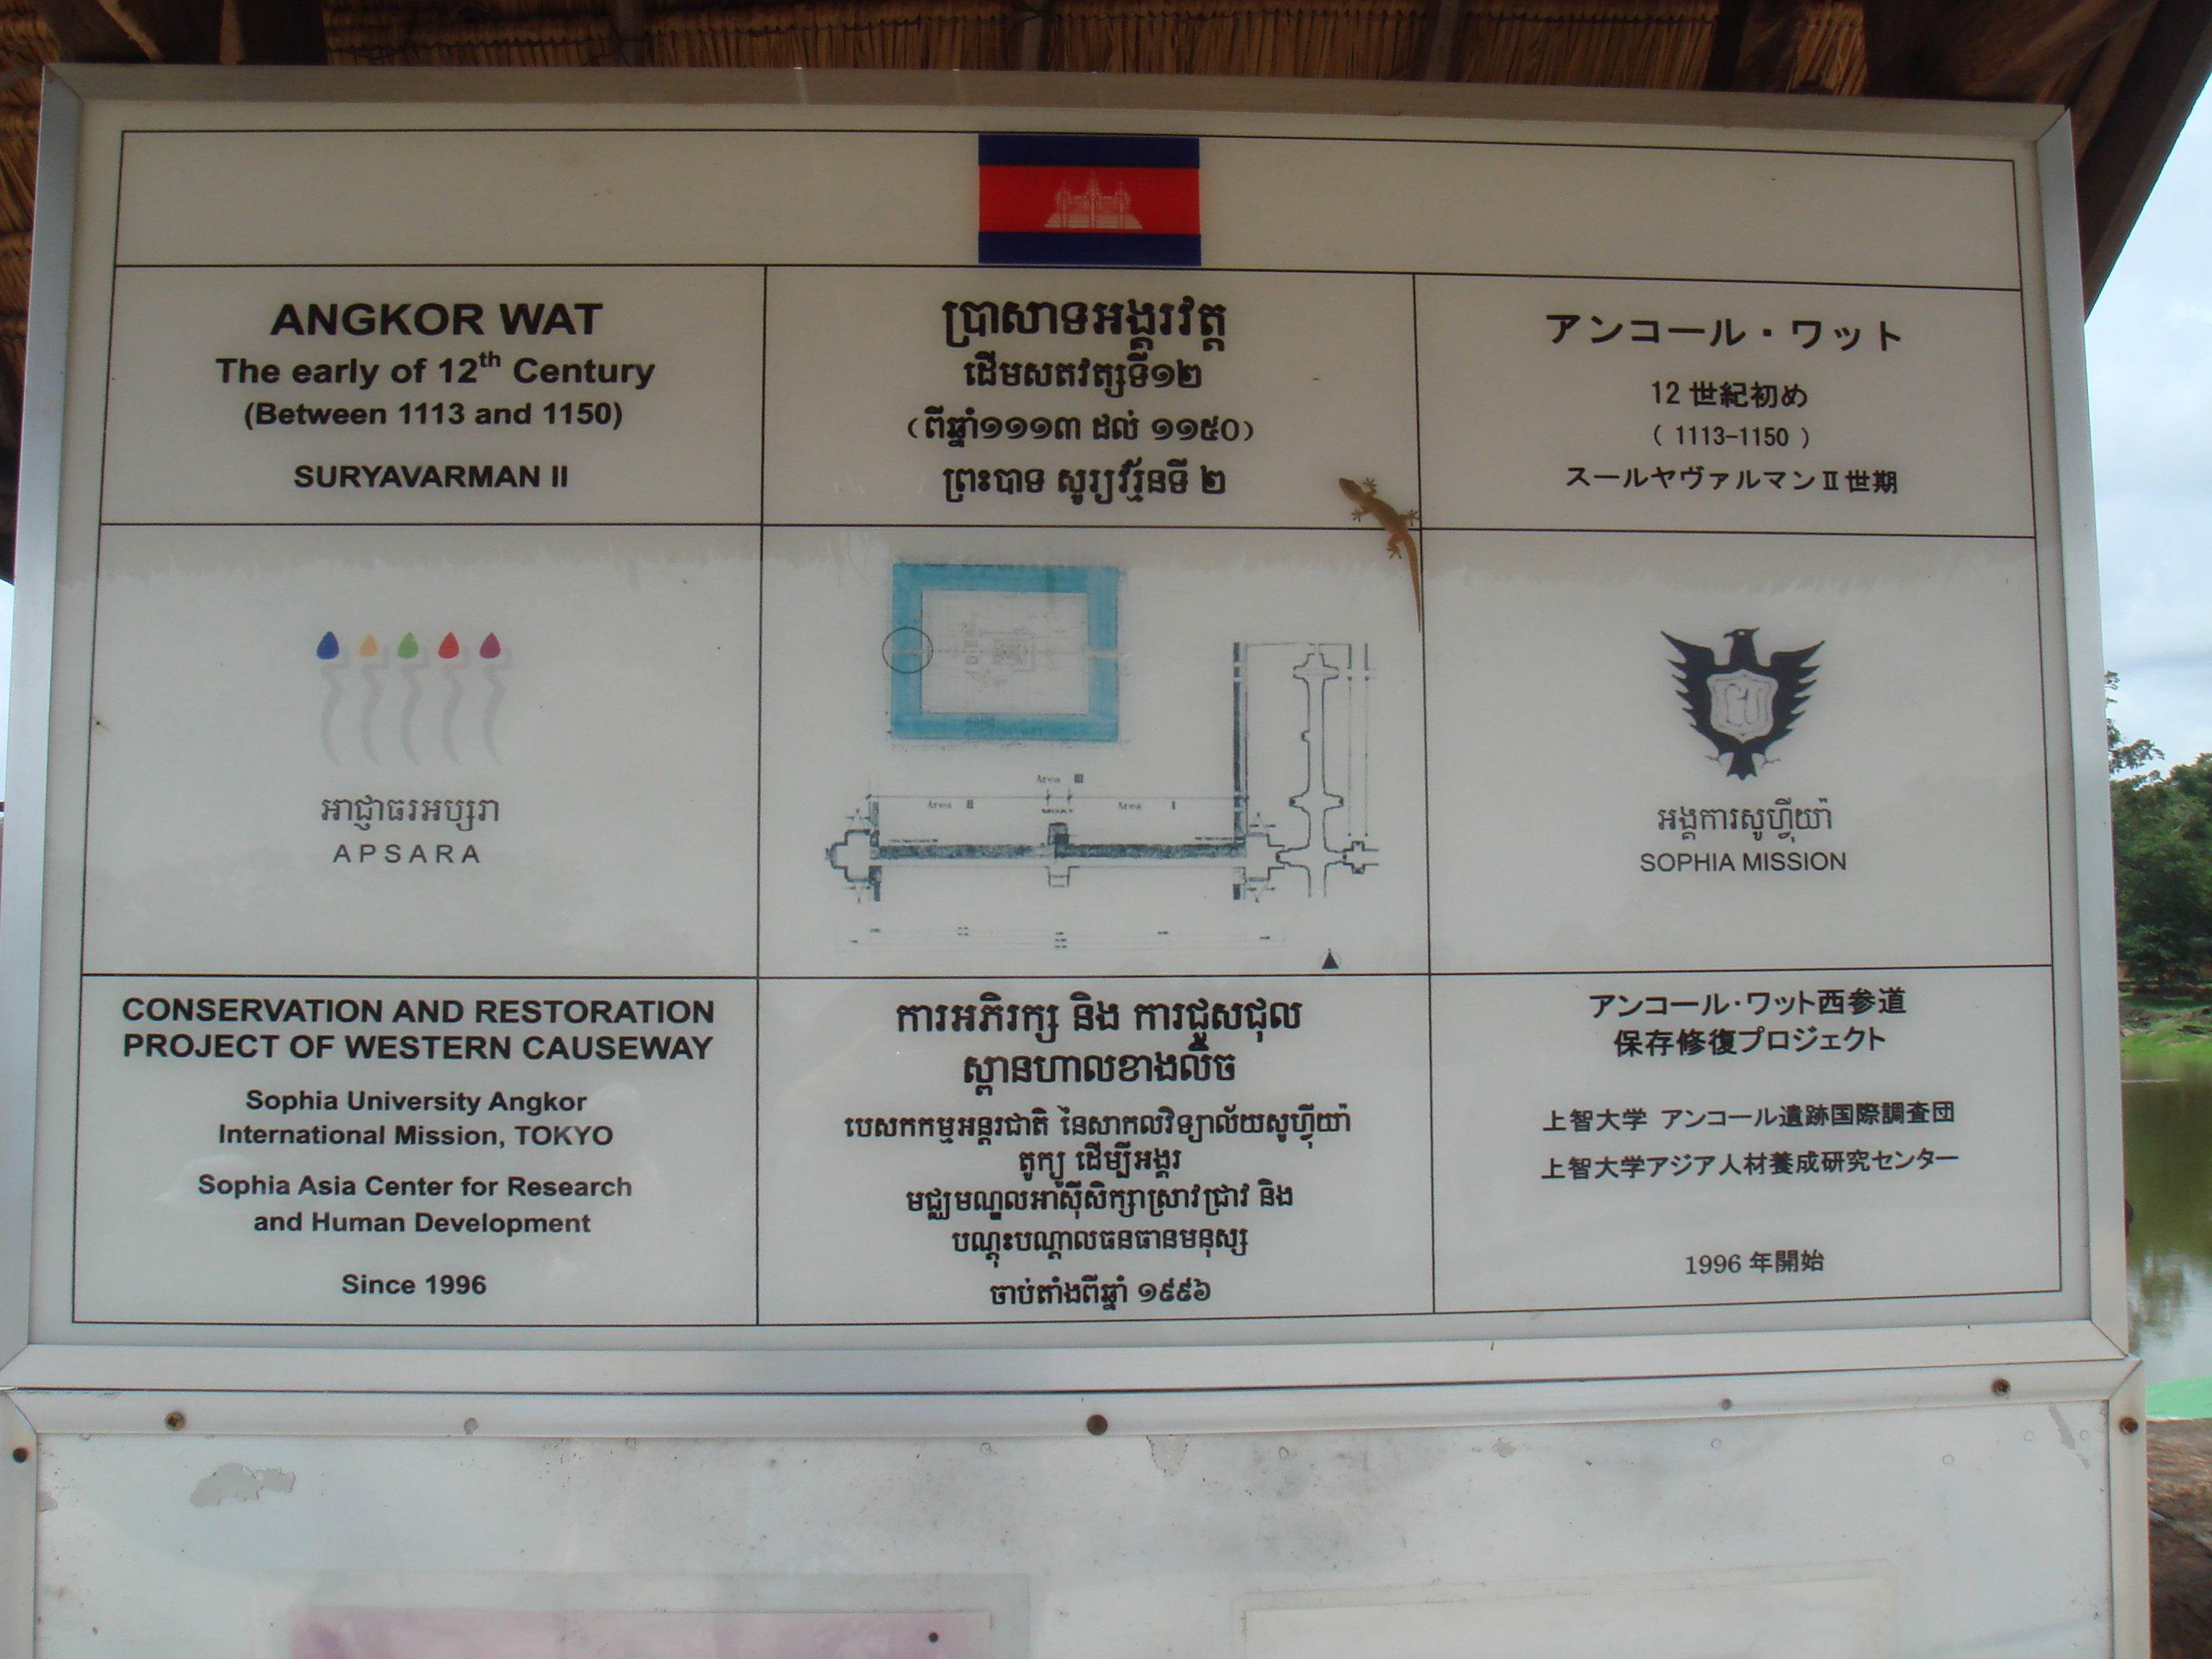 ANGKOR WAT
The early of 12th Century
(Between 1113 and 1150)
SURYAVARMAN II
ប្រាសាទអង្គរវត្ត
ដើមសតវត្សទី១២
(ពីឆ្នាំ១១១៣ ដល់ ១១៥០)
ព្រះបាទ សូរ្យវរ្ម័នទី ២
アンコール・ワット
12 世紀初め
( 1113-1150 )
スールヤヴァルマンⅡ世期
អាជ្ញាធរអប្សរា
APSARA
Area III
Area II
Area I
MOAT
អង្គការសូហ្វ៊ីយ៉ា
SOPHIA MISSION
CONSERVATION AND RESTORATION
PROJECT OF WESTERN CAUSEWAY
Sophia University Angkor
International Mission, TOKYO
Sophia Asia Center for Research
and Human Development
Since 1996
ការអភិរក្ស និង ការជួសជុល
ស្ពានហាលខាងលិច
បេសកកម្មអន្តរជាតិ នៃសាកលវិទ្យាល័យសូហ្វ៊ីយ៉ា
តូក្យូ ដើម្បីអង្គរ
មជ្ឈមណ្ឌលអាស៊ីសិក្សាស្រាវជ្រាវ និង
បណ្តុះបណ្តាលធនធានមនុស្ស
ចាប់តាំងពីឆ្នាំ ១៩៩៦
アンコール・ワット西参道
保存修復プロジェクト
上智大学 アンコール遺跡国際調査団
上智大学アジア人材養成研究センター
1996 年開始